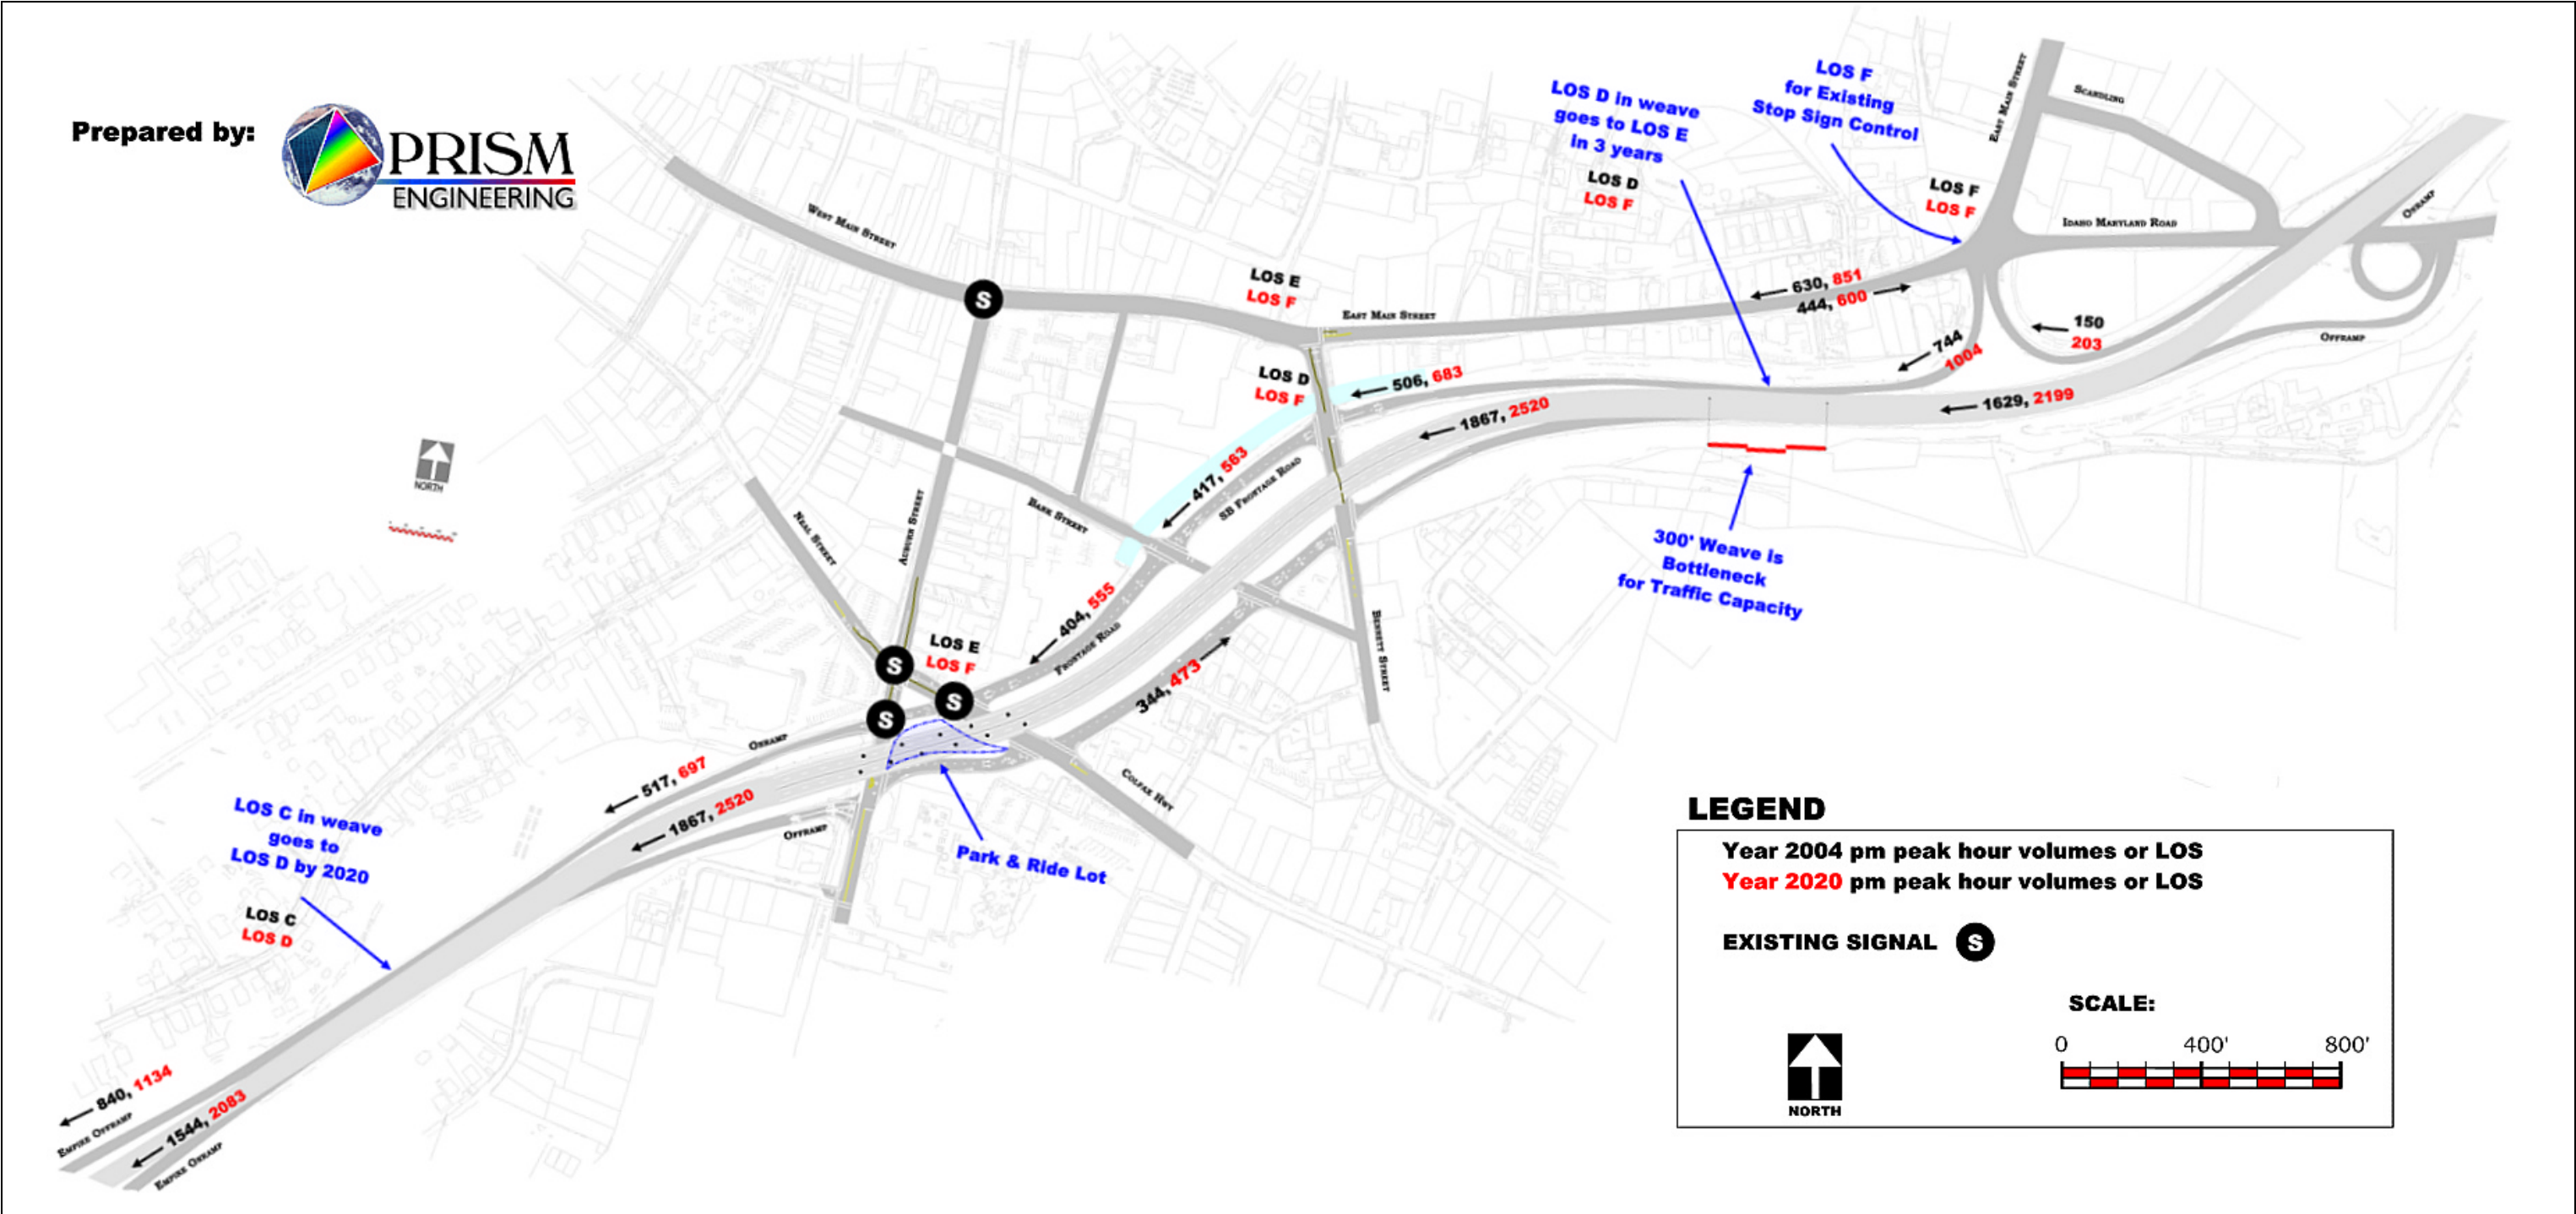 Prepared by:
PRISM
ENGINEERING
LOS D in weave
goes to LOS E
in 3 years
LOS D
LOS F
LOS F
for Existing
Stop Sign Control
LOS F
LOS F
EAST MAIN STREET
SCANDLING
IDAHO MARYLAND ROAD
ONRAMP
OFFRAMP
WEST MAIN STREET
S
LOS E
LOS F
EAST MAIN STREET
630, 851
444, 600
150
203
744
1004
1629, 2199
LOS D
LOS F
506, 683
1867, 2520
417, 563
SB FRONTAGE ROAD
300' Weave is
Bottleneck
for Traffic Capacity
NORTH
NEAL STREET
AUBURN STREET
BANK STREET
BENNETT STREET
404, 555
FRONTAGE ROAD
344, 473
LOS E
LOS F
S
S
S
ONRAMP
517, 697
1867, 2520
OFFRAMP
COLFAX HWY
Park & Ride Lot
LOS C in weave
goes to
LOS D by 2020
LOS C
LOS D
840, 1134
EMPIRE OFFRAMP
1544, 2083
EMPIRE ONRAMP
LEGEND
Year 2004 pm peak hour volumes or LOS
Year 2020 pm peak hour volumes or LOS
EXISTING SIGNAL S
SCALE:
0 400' 800'
NORTH